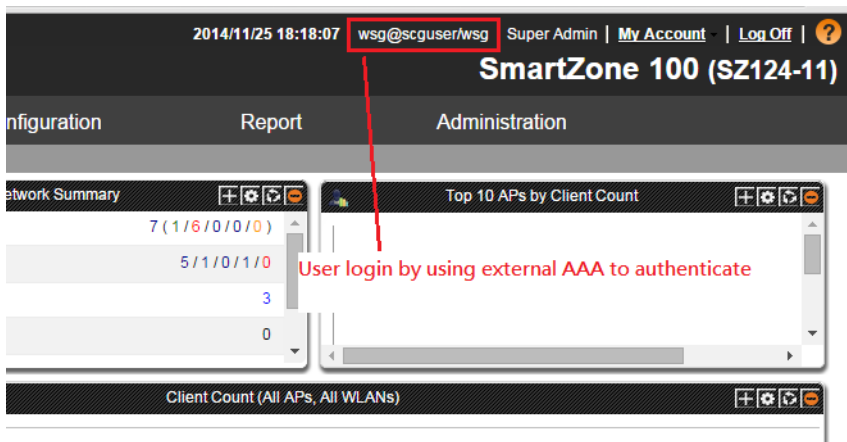 2014/11/25 18:18:07 wsg@scguser/wsg Super Admin | My Account | Log Off | ?
SmartZone 100 (SZ124-11)
nfiguration Report Administration
etwork Summary
7 ( 1 / 6 / 0 / 0 / 0 )
5 / 1 / 0 / 1 / 0
3
0
Top 10 APs by Client Count
User login by using external AAA to authenticate
Client Count (All APs, All WLANs)